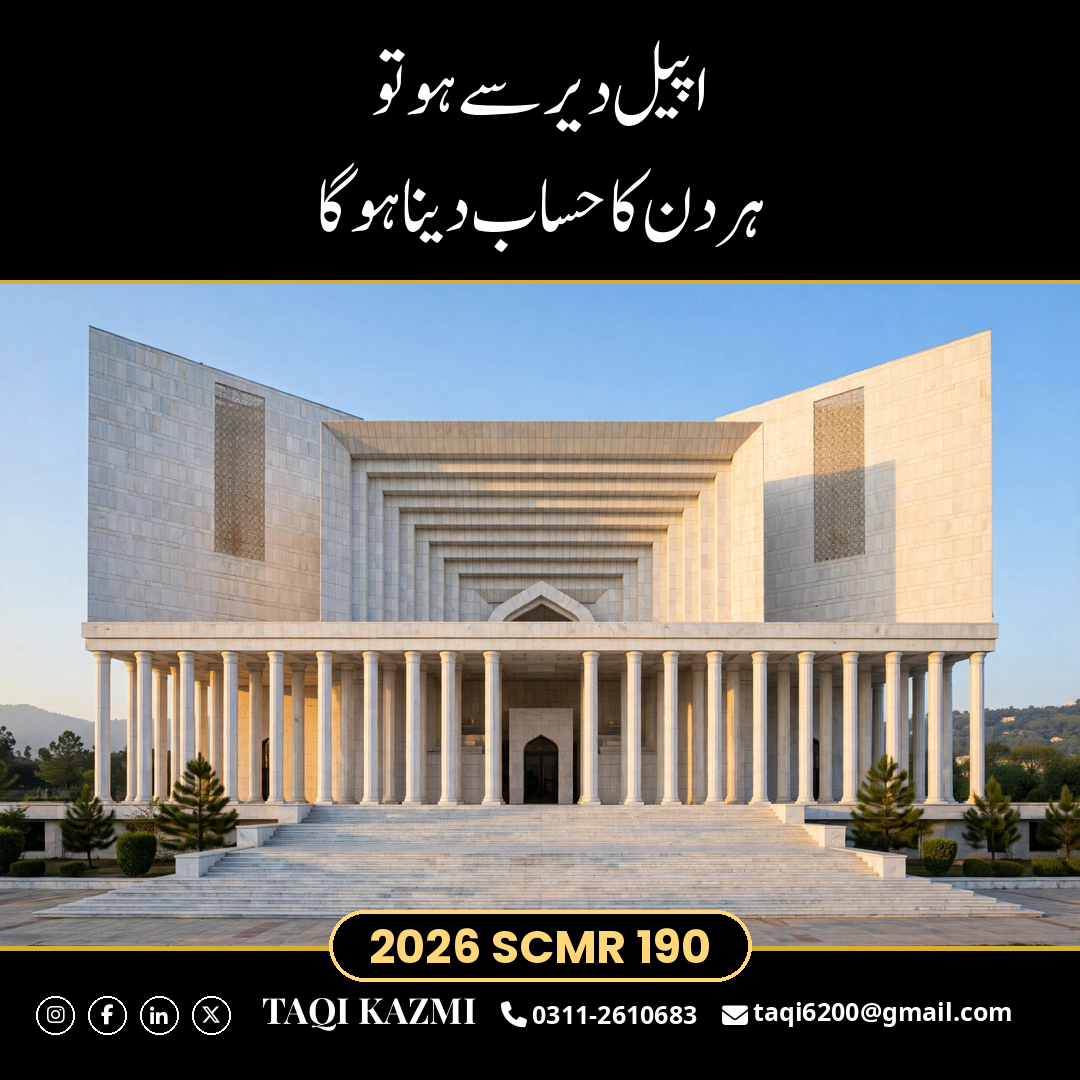 اپیل دیر سے ہو تو
ہر دن کا حساب دینا ہو گا
2026 SCMR 190
TAQI KAZMI 0311-2610683 taqi6200@gmail.com